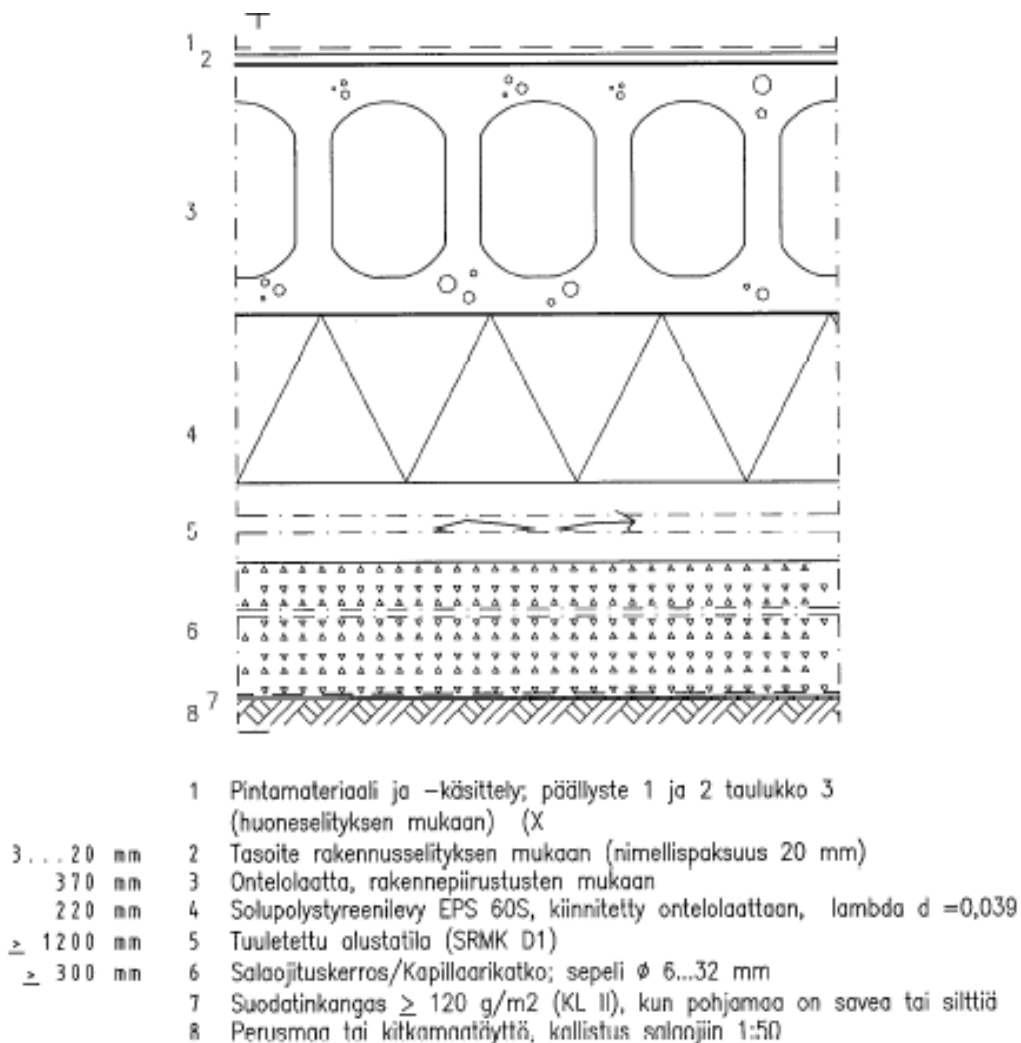 1
2
3
4
5
6
7
8
1 Pintamateriaali ja -käsittely; päällyste 1 ja 2 taulukko 3
(huoneselityksen mukaan) (X
3...20 mm 2 Tasoite rakennusselityksen mukaan (nimellispaksuus 20 mm)
370 mm 3 Ontelolaatta, rakennepiirustusten mukaan
220 mm 4 Solupolystyreenilevy EPS 60S, kiinnitetty ontelolaattaan, lambda d =0,039
≥ 1200 mm 5 Tuuletettu alustatila (SRMK D1)
≥ 300 mm 6 Salaojituskerros/Kapillaarikatko; sepeli ø 6...32 mm
7 Suodatinkangas ≥ 120 g/m2 (KL II), kun pohjamaa on savea tai silttiä
8 Perusmaa tai kitkamaatäyttö, kallistus salaojiin 1:50